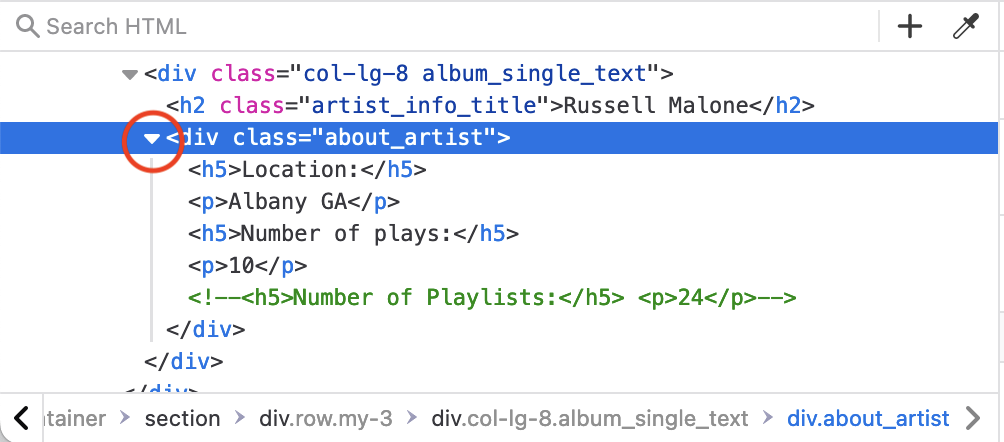 Search HTML
<div class="col-lg-8 album_single_text">
<h2 class="artist_info_title">Russell Malone</h2>
<div class="about_artist">
<h5>Location:</h5>
<p>Albany GA</p>
<h5>Number of plays:</h5>
<p>10</p>
<!--<h5>Number of Playlists:</h5> <p>24</p>-->
</div>
</div>
</div>
tainer section div.row.my-3 div.col-lg-8.album_single_text div.about_artist